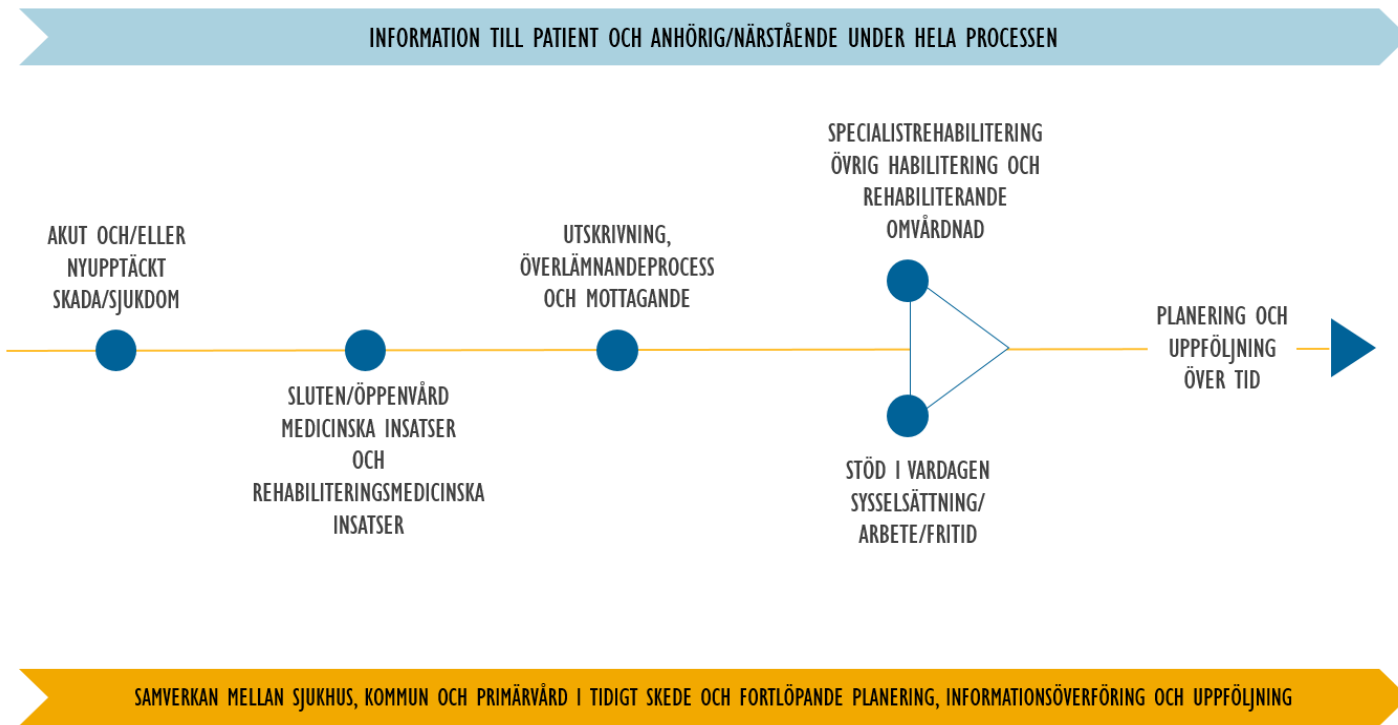 INFORMATION TILL PATIENT OCH ANHÖRIG/NÄRSTÅENDE UNDER HELA PROCESSEN
AKUT OCH/ELLER
NYUPPTÄCKT
SKADA/SJUKDOM
SLUTEN/ÖPPENVÅRD
MEDICINSKA INSATSER
OCH
REHABILITERINGSMEDICINSKA
INSATSER
UTSKRIVNING,
ÖVERLÄMNANDEPROCESS
OCH MOTTAGANDE
SPECIALISTREHABILITERING
ÖVRIG HABILITERING OCH
REHABILITERANDE
OMVÅRDNAD
STÖD I VARDAGEN
SYSSELSÄTTNING/
ARBETE/FRITID
PLANERING OCH
UPPFÖLJNING
ÖVER TID
SAMVERKAN MELLAN SJUKHUS, KOMMUN OCH PRIMÄRVÅRD I TIDIGT SKEDE OCH FORTLÖPANDE PLANERING, INFORMATIONSÖVERFÖRING OCH UPPFÖLJNING